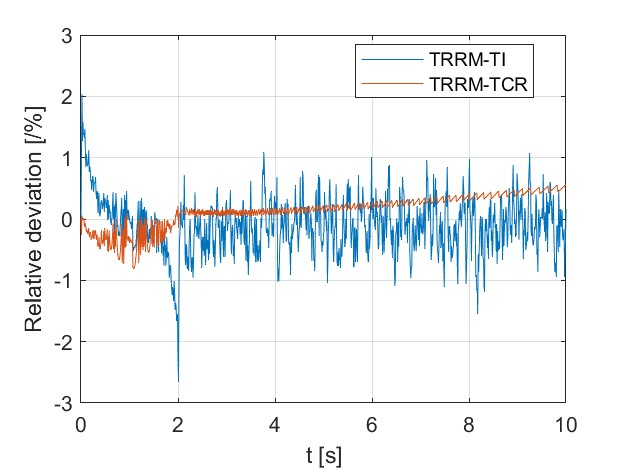 3
2
1
0
-1
-2
-3
Relative deviation [/%]
TRRM-TI
TRRM-TCR
0 2 4 6 8 10
t [s]